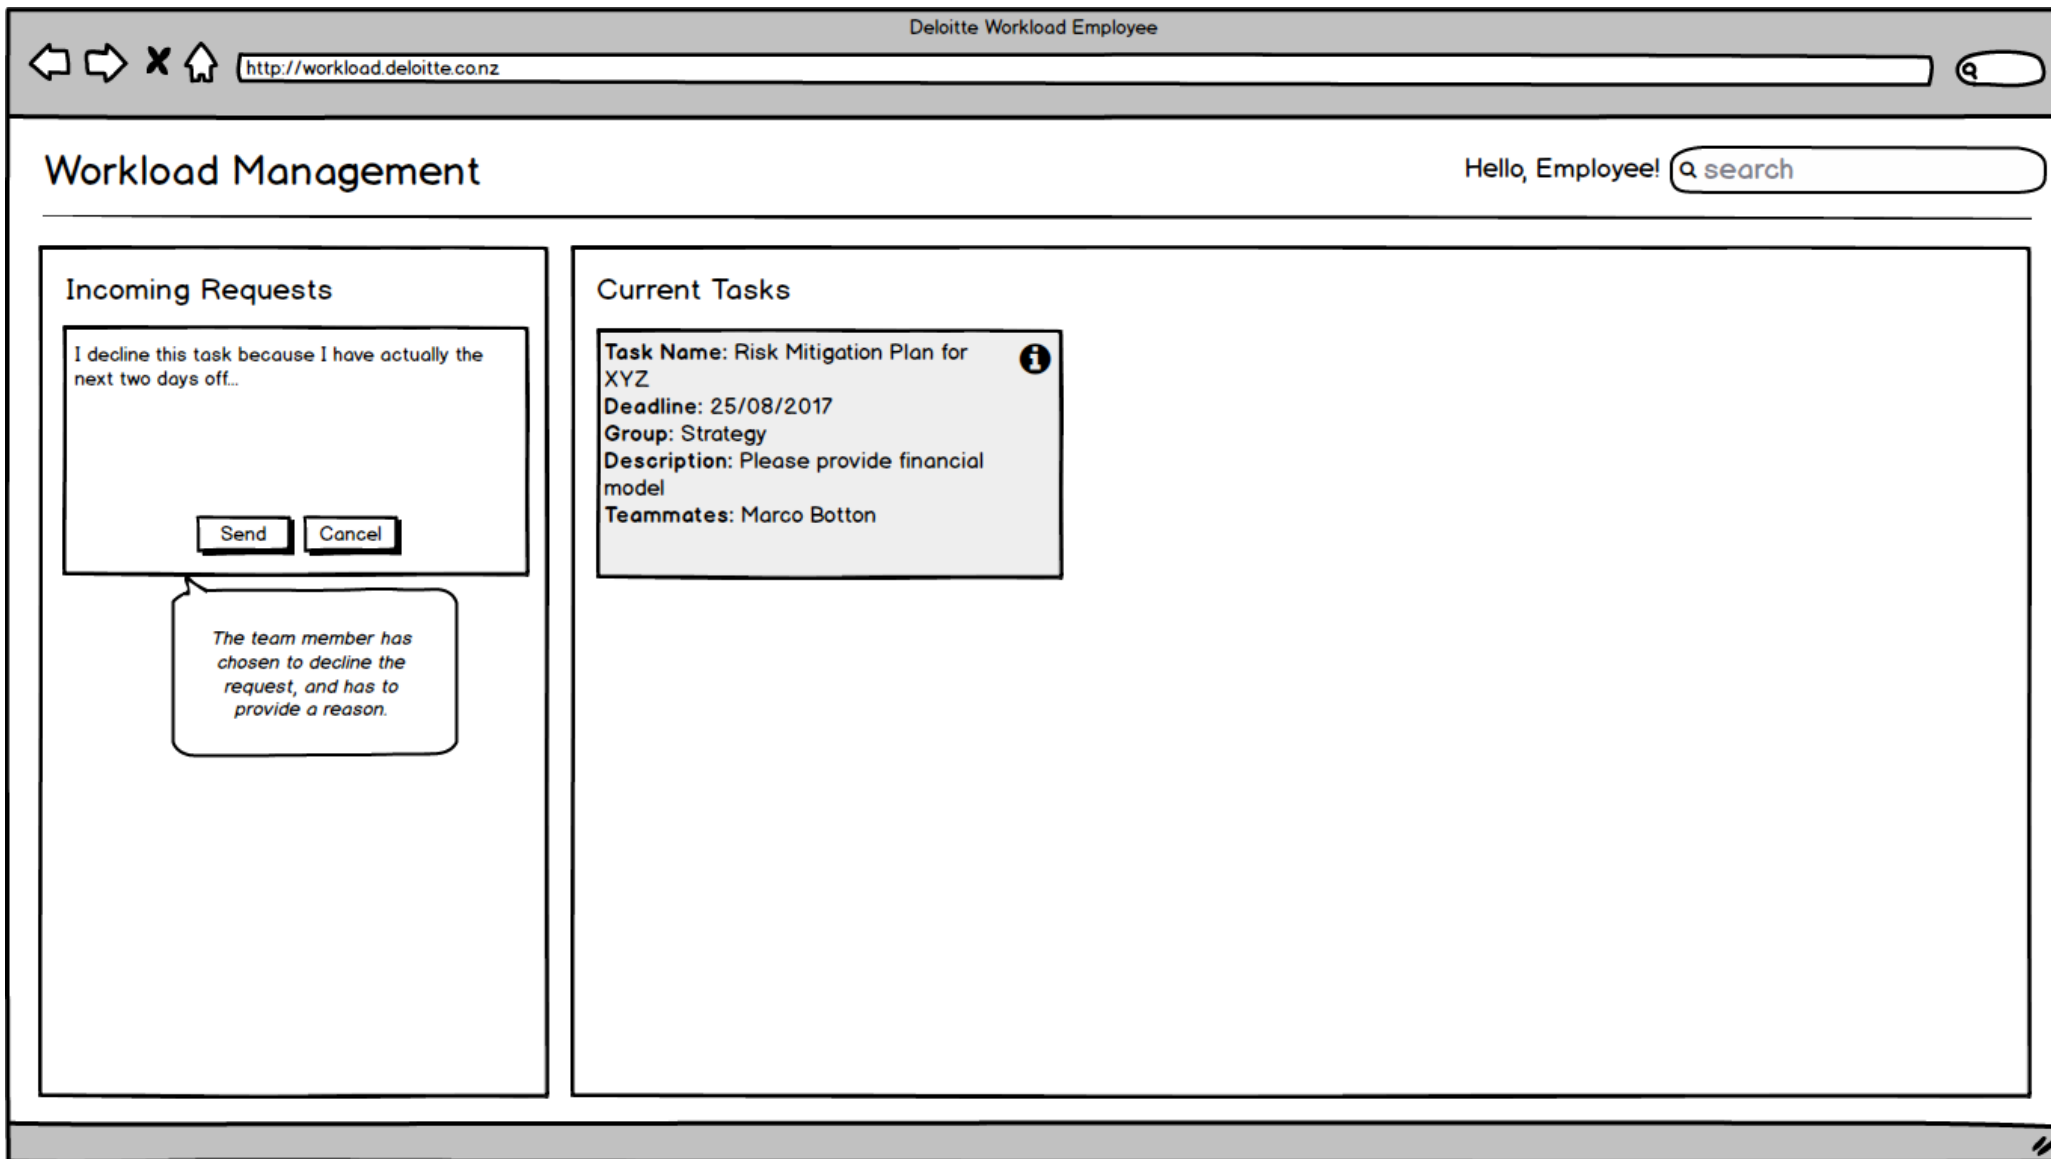 Deloitte Workload Employee
http://workload.deloitte.co.nz
Workload Management
Hello, Employee!
search
Incoming Requests
I decline this task because I have actually the
next two days off...
Send
Cancel
The team member has
chosen to decline the
request, and has to
provide a reason.
Current Tasks
Task Name: Risk Mitigation Plan for
XYZ
Deadline: 25/08/2017
Group: Strategy
Description: Please provide financial
model
Teammates: Marco Botton